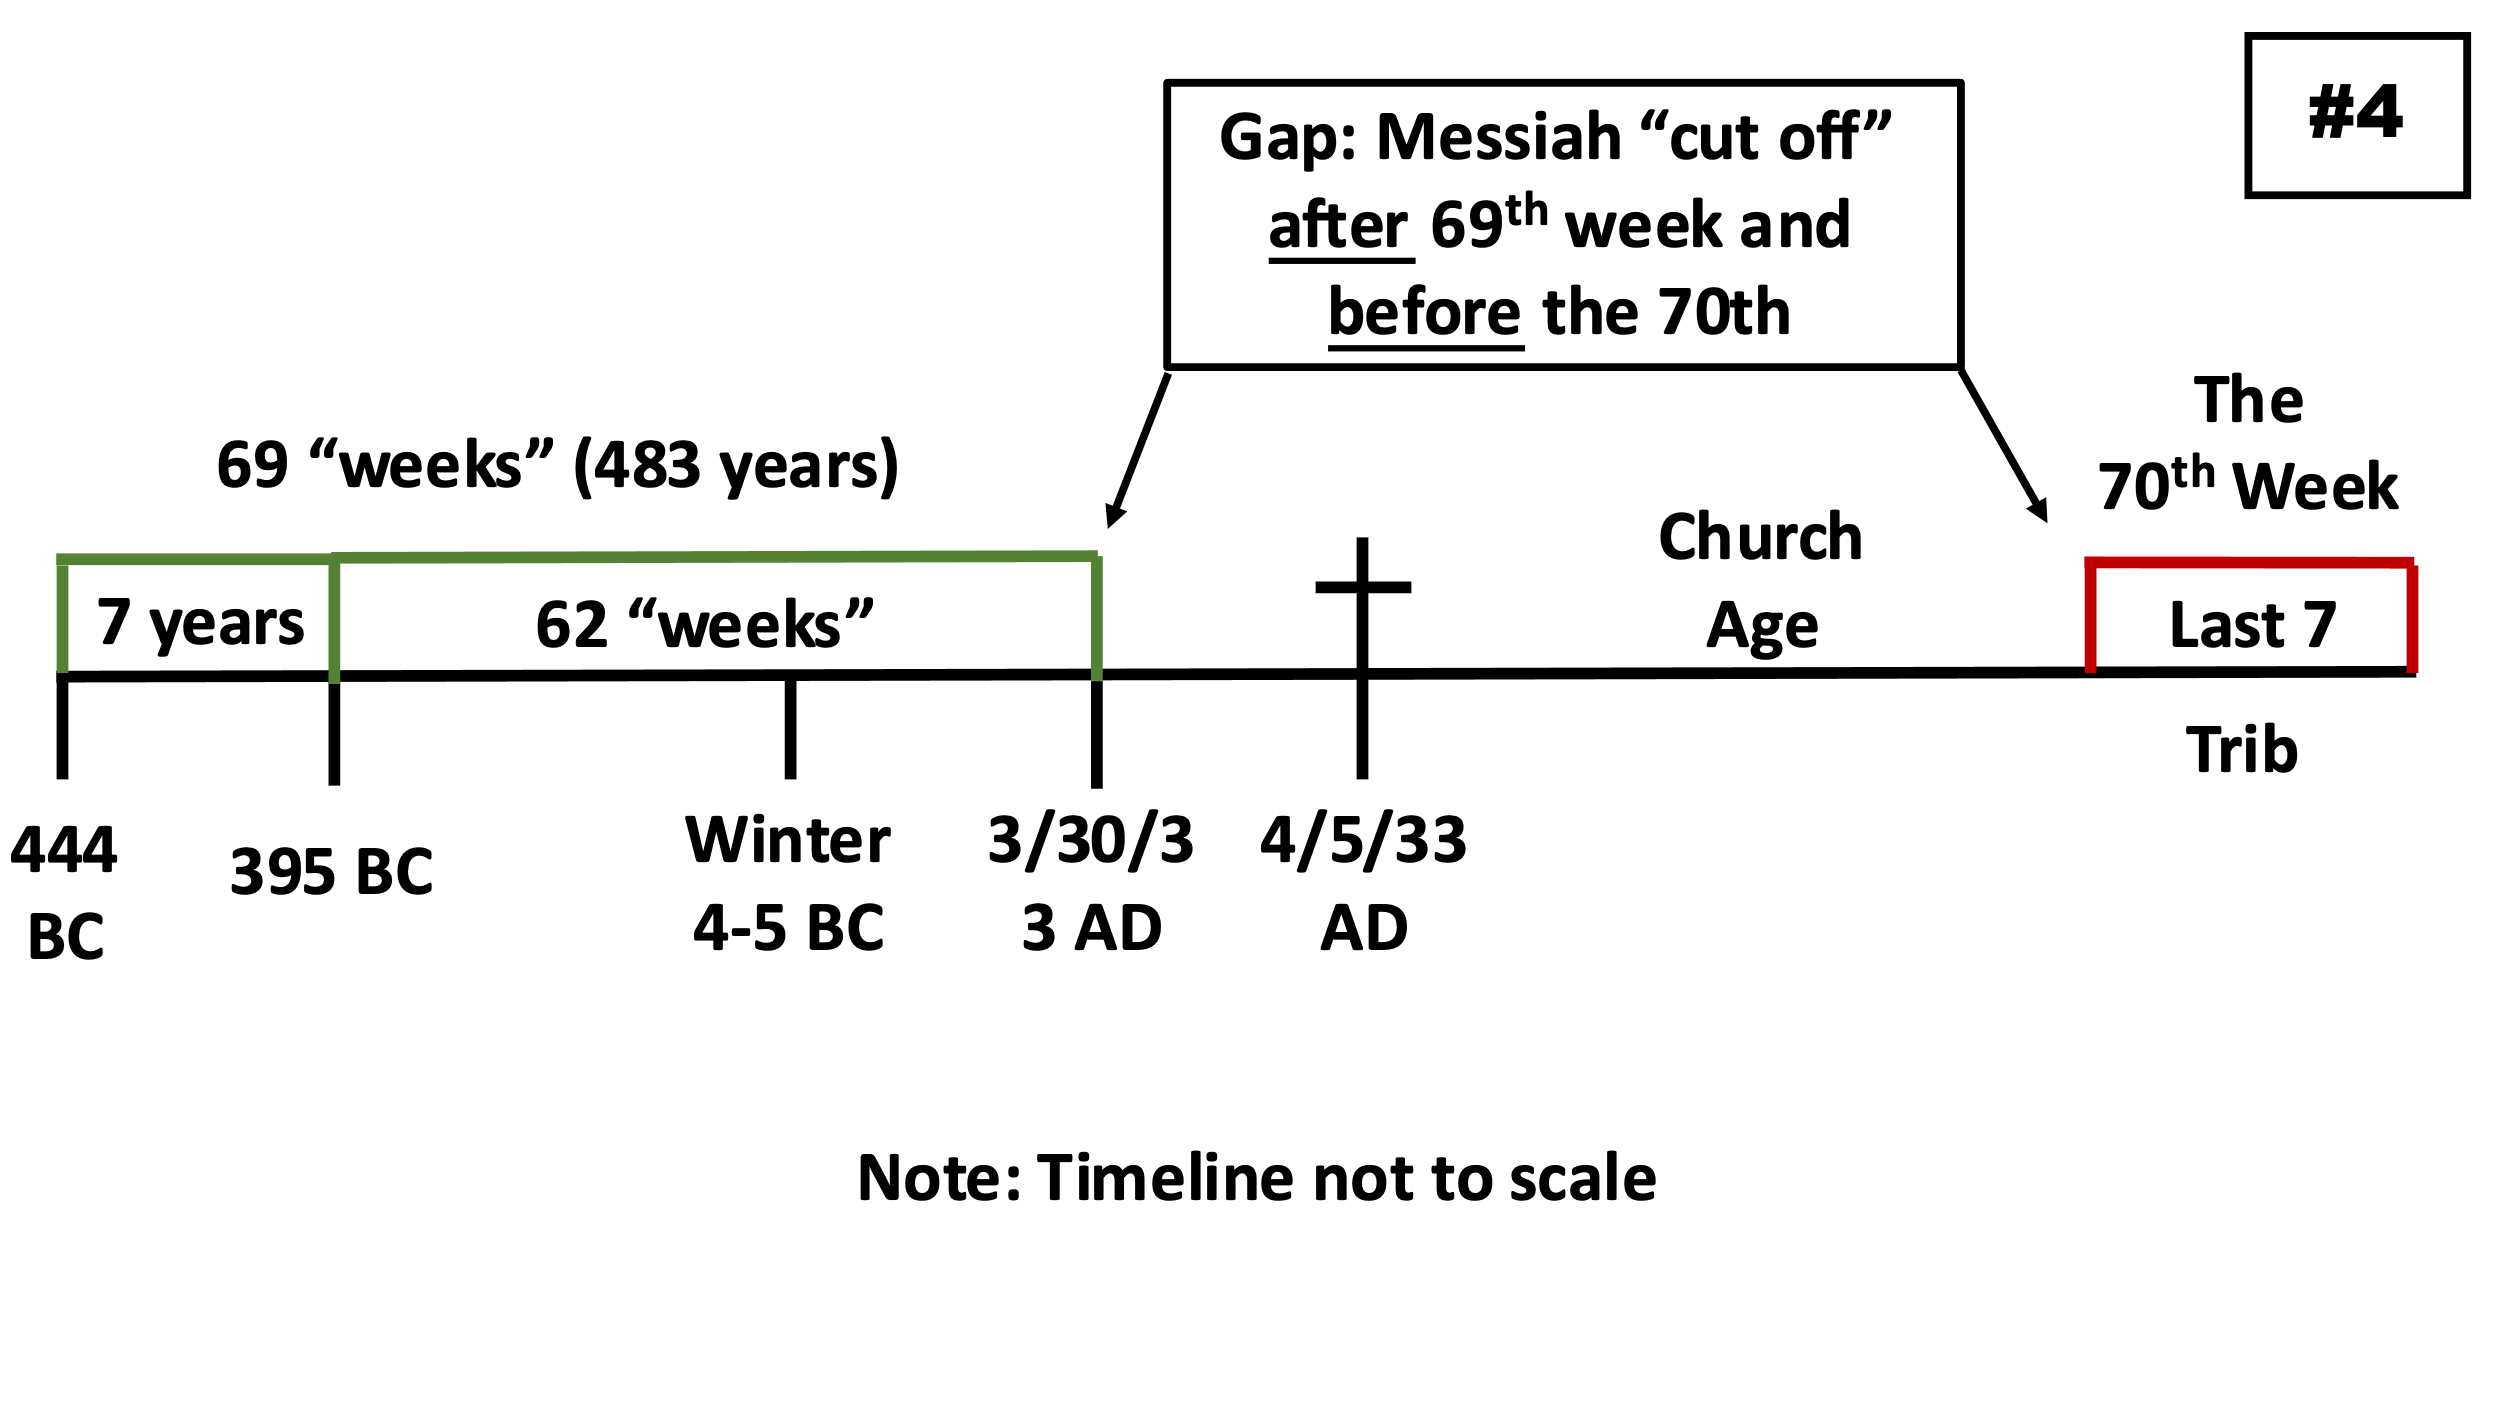 #4
Gap: Messiah “cut off”
after 69th week and
before the 70th
The
70th Week
69 “weeks” (483 years)
Church
Age
7 years
62 “weeks”
Last 7
Trib
444
BC
395 BC
Winter
4-5 BC
3/30/3
3 AD
4/5/33
AD
Note: Timeline not to scale